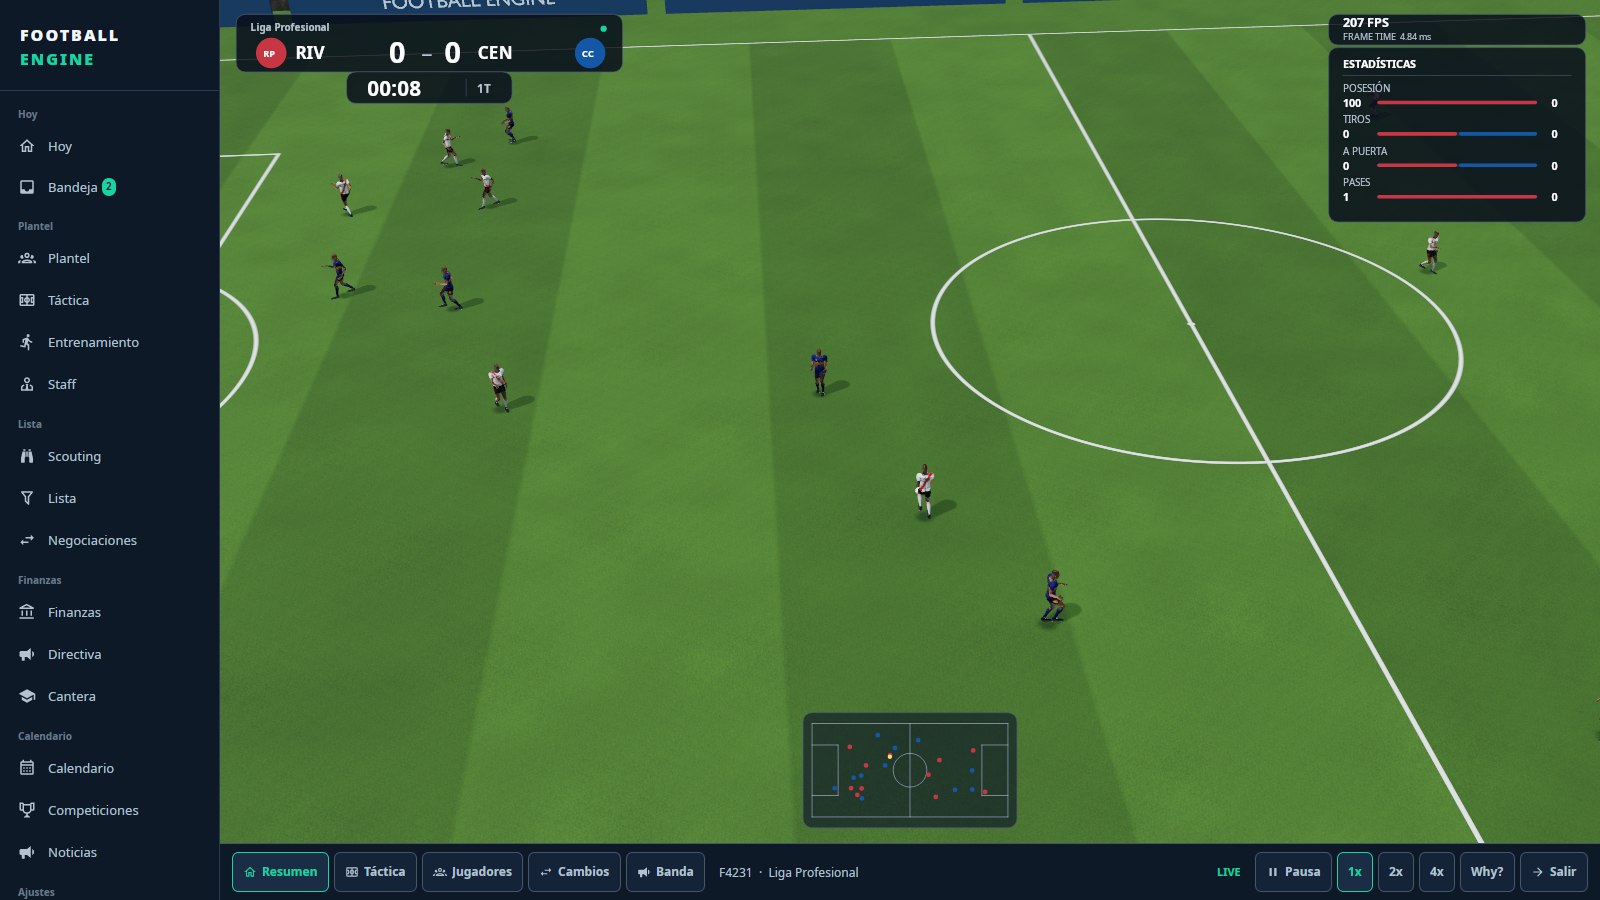 FOOTBALL
ENGINE
Hoy
Hoy
Bandeja 2
Plantel
Plantel
Táctica
Entrenamiento
Staff
Lista
Scouting
Lista
Negociaciones
Finanzas
Finanzas
Directiva
Cantera
Calendario
Calendario
Competiciones
Noticias
Ajustes
FOOTBALL ENGINE
Liga Profesional
RP RIV 0 – 0 CEN CC
00:08 1T
207 FPS
FRAME TIME 4.84 ms
ESTADÍSTICAS
POSESIÓN
100 0
TIROS
0 0
A PUERTA
0 0
PASES
1 0
Resumen Táctica Jugadores Cambios Banda F4231 · Liga Profesional LIVE Pausa 1x 2x 4x Why? Salir